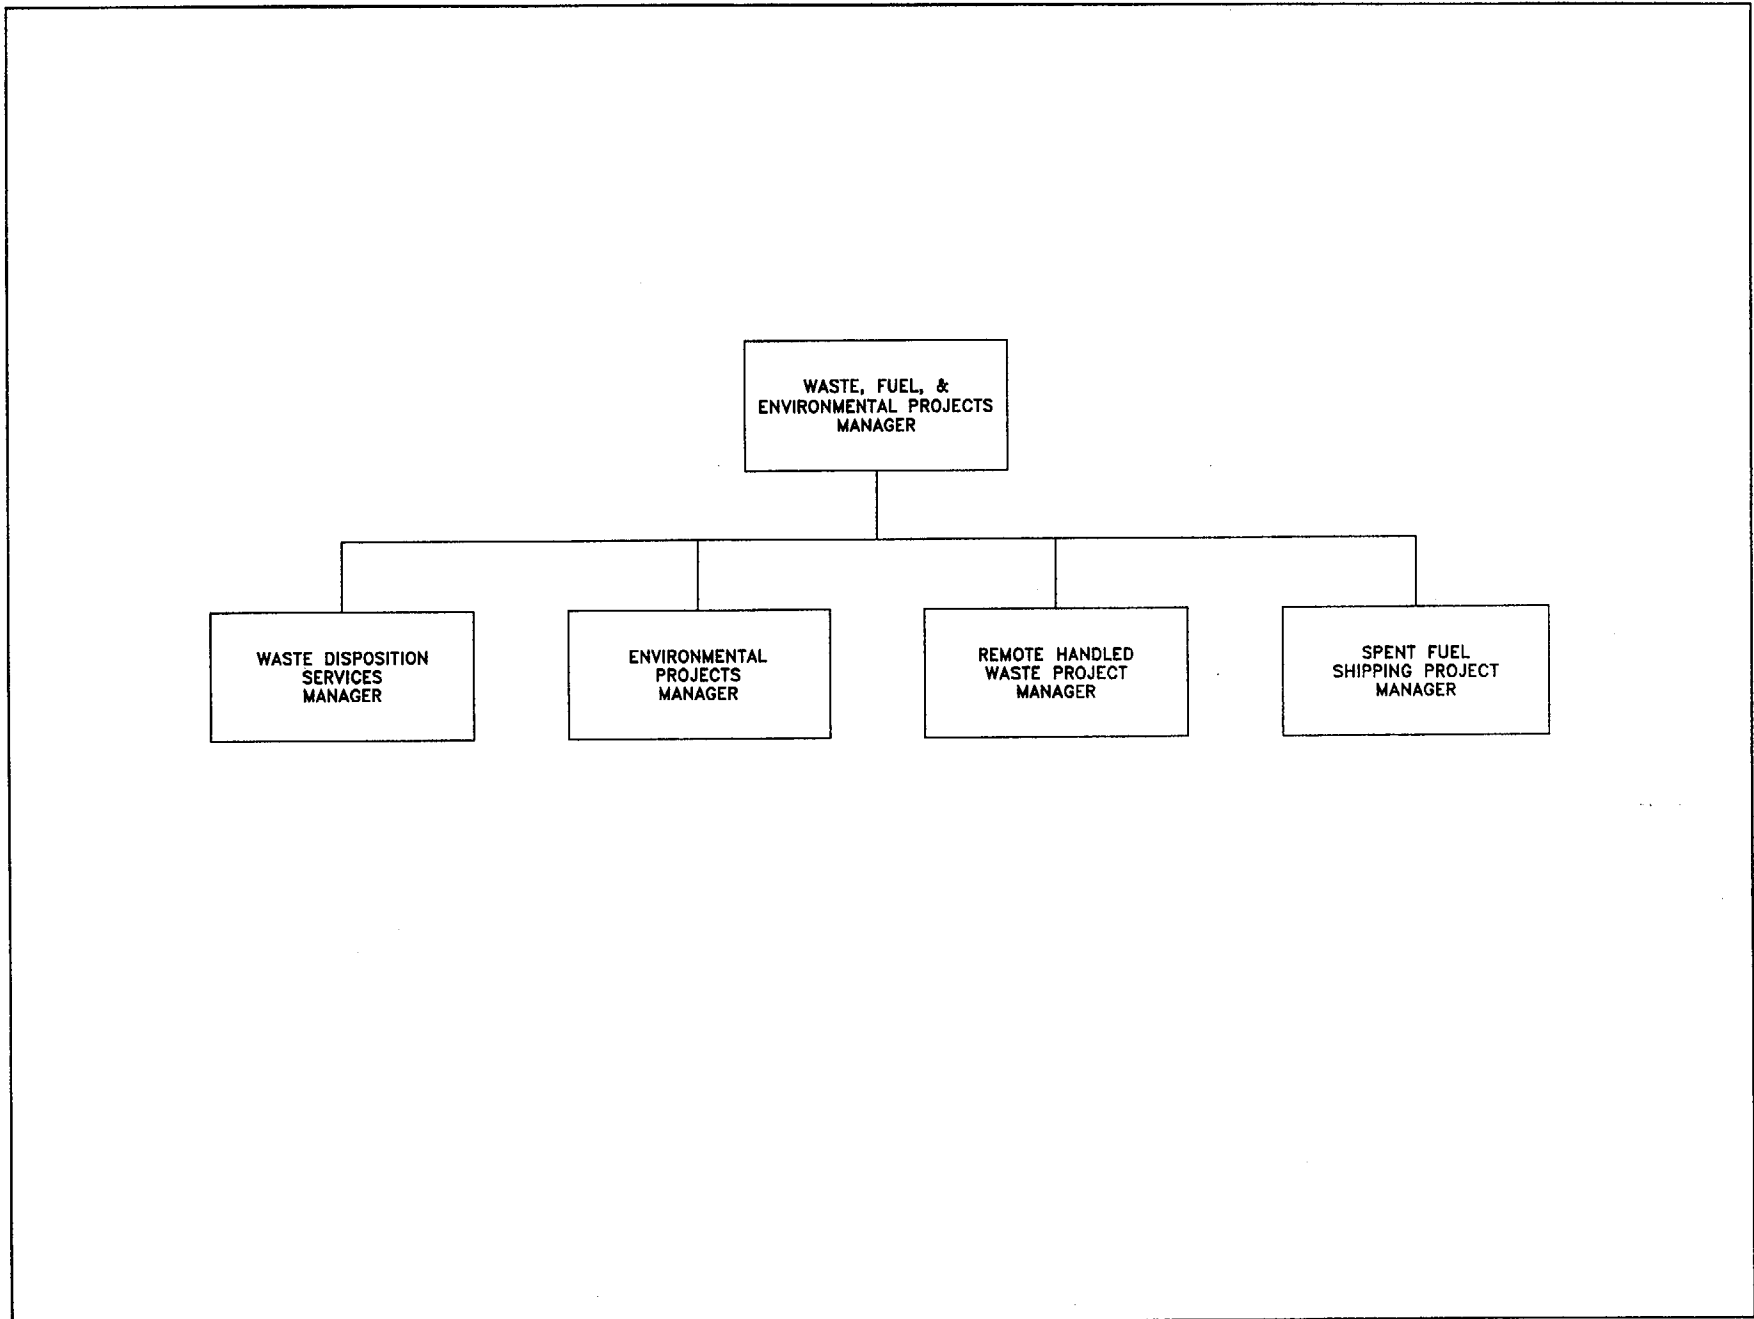 WASTE, FUEL, &
ENVIRONMENTAL PROJECTS
MANAGER
WASTE DISPOSITION
SERVICES
MANAGER
ENVIRONMENTAL
PROJECTS
MANAGER
REMOTE HANDLED
WASTE PROJECT
MANAGER
SPENT FUEL
SHIPPING PROJECT
MANAGER